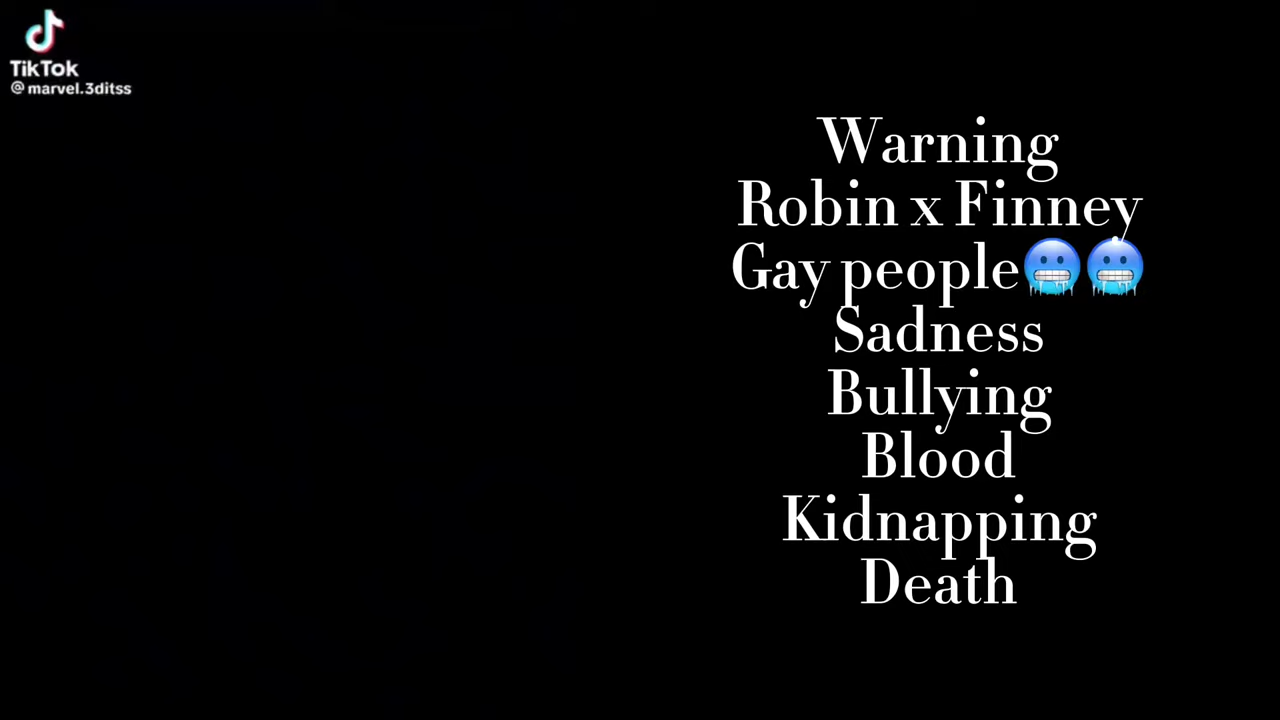 TikTok
@marvel.3ditss
Warning
Robin x Finney
Gay people🥶🥶
Sadness
Bullying
Blood
Kidnapping
Death